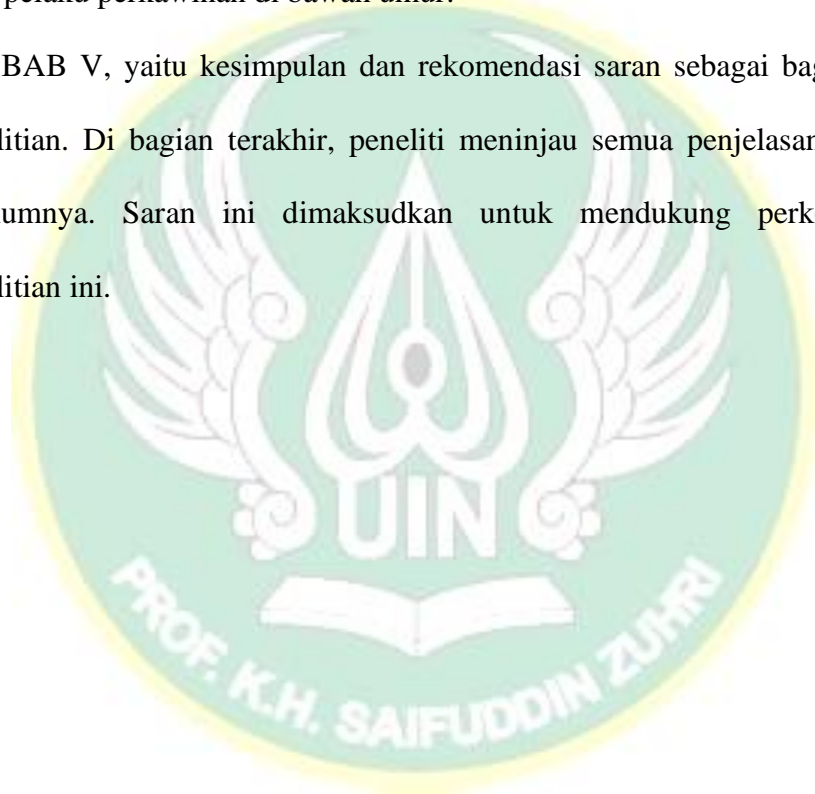 pelaku perkawinan di bawah umur.
BAB V, yaitu kesimpulan dan rekomendasi saran sebagai bag
litian. Di bagian terakhir, peneliti meninjau semua penjelasan
umnya. Saran ini dimaksudkan untuk mendukung perk
litian ini.
UIN
PROF. K.H. SAIFUDDIN ZUHRI